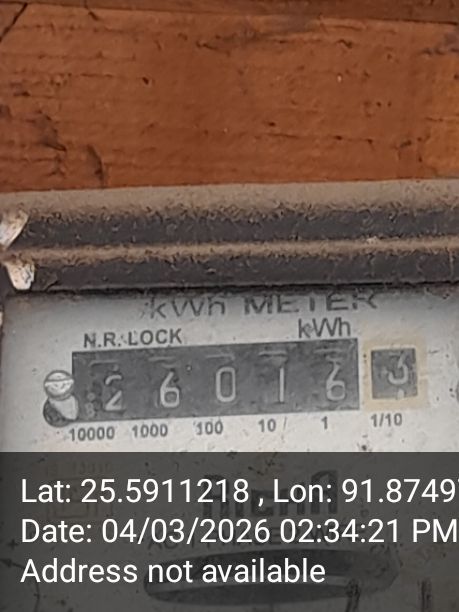 kWh METER
N.R. LOCK kWh
2 6 0 1 6 3
10000 1000 100 10 1 1/10
Lat: 25.5911218 , Lon: 91.8749
Date: 04/03/2026 02:34:21 PM
Address not available